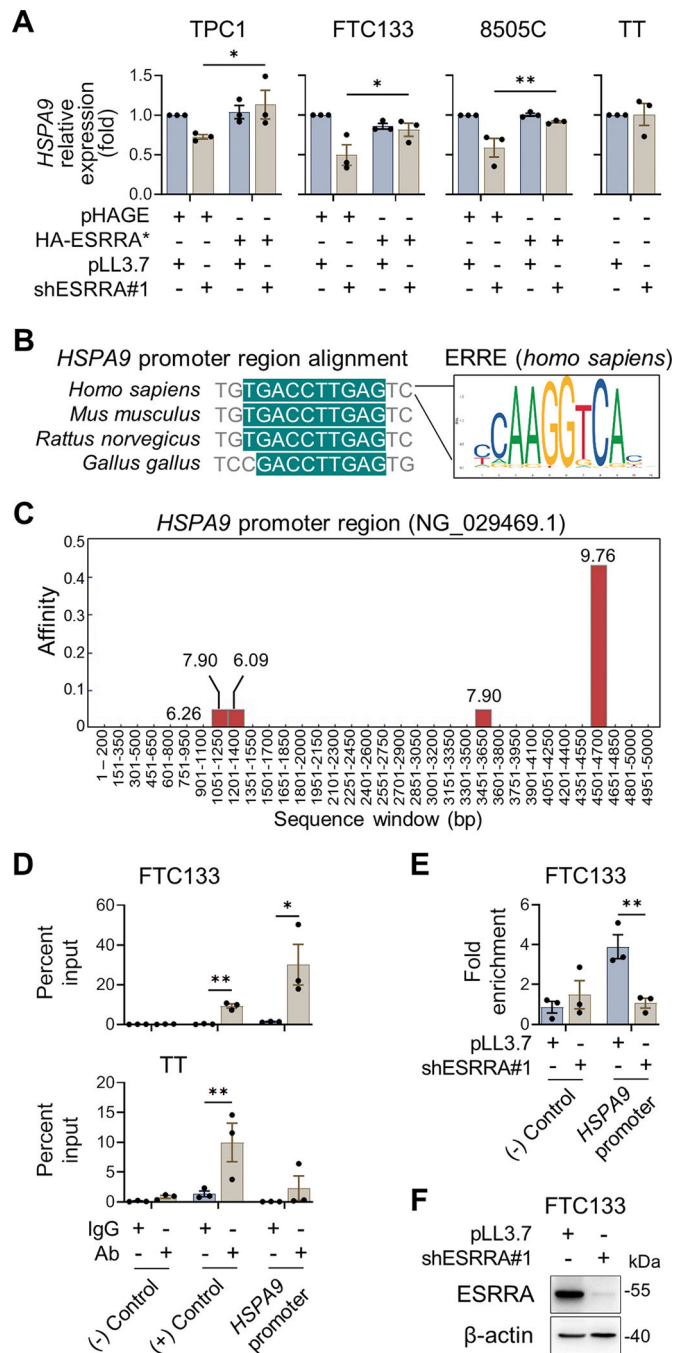 A
TPC1 FTC133 8505C TT
HSPA9 relative expression (fold)
1.5
1.0
0.5
0.0
* * **
pHAGE + + - - + + - - + + - - - -
HA-ESRRA* - - + + - - + + - - + + - -
pLL3.7 + - + - + - + - + - + - + -
shESRRA#1 - + - + - + - + - + - + - +
B
HSPA9 promoter region alignment ERRE (homo sapiens)
Homo sapiens TGTGACCTTGAGTC
Mus musculus TGTGACCTTGAGTC
Rattus norvegicus TGTGACCTTGAGTC
Gallus gallus TCCGACCTTGAGTG
CCAAGGTCA
C
HSPA9 promoter region (NG_029469.1)
Affinity
0.5
0.4
0.3
0.2
0.1
0
6.26 7.90 6.09 7.90 9.76
1-200
151-350
301-500
451-650
601-800
751-950
901-1100
1051-1250
1201-1400
1351-1550
1501-1700
1651-1850
1801-2000
1951-2150
2101-2300
2251-2450
2401-2600
2551-2750
2701-2900
2851-3050
3001-3200
3151-3350
3301-3500
3451-3650
3601-3800
3751-3950
3901-4100
4051-4250
4201-4400
4351-4550
4501-4700
4651-4850
4801-5000
4951-5000
Sequence window (bp)
D
FTC133
Percent input
60
40
20
0
** *
TT
Percent input
20
15
10
5
0
**
IgG + - + - + -
Ab - + - + - +
(-) Control (+) Control HSPA9 promoter
E
FTC133
Fold enrichment
6
4
2
0
**
pLL3.7 + - + -
shESRRA#1 - + - +
(-) Control HSPA9 promoter
F
FTC133
pLL3.7 + -
shESRRA#1 - + kDa
ESRRA -55
β-actin -40